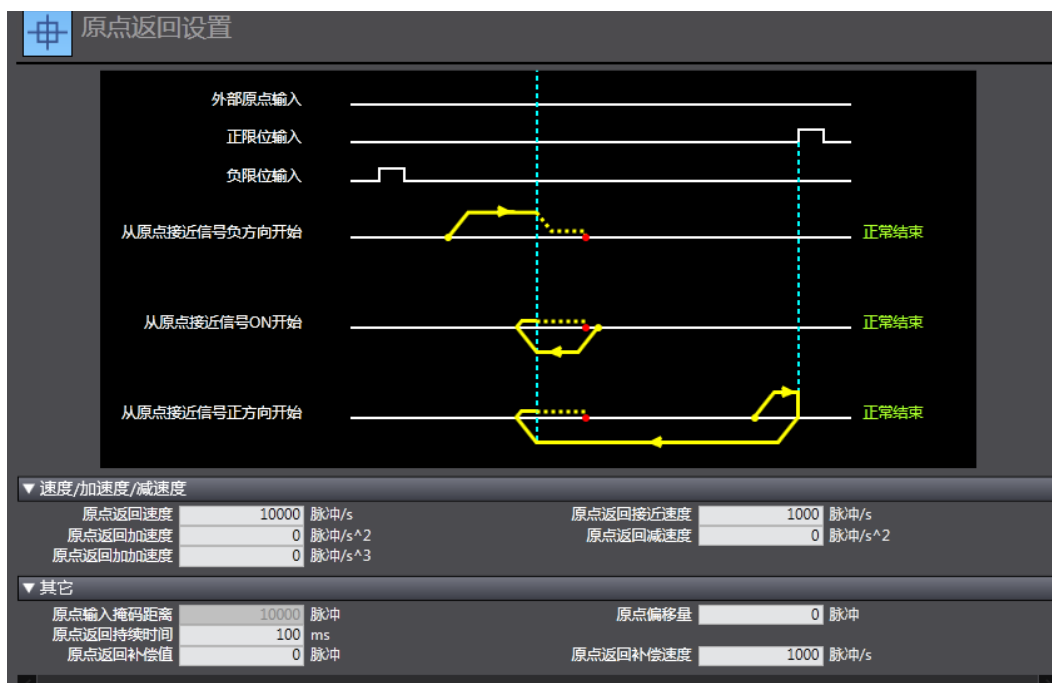 原点返回设置
外部原点输入
正限位输入
负限位输入
从原点接近信号负方向开始 正常结束
从原点接近信号ON开始 正常结束
从原点接近信号正方向开始 正常结束
▼ 速度/加速度/减速度
原点返回速度 10000 脉冲/s 原点返回接近速度 1000 脉冲/s
原点返回加速度 0 脉冲/s^2 原点返回减速度 0 脉冲/s^2
原点返回加加速度 0 脉冲/s^3
▼ 其它
原点输入掩码距离 10000 脉冲 原点偏移量 0 脉冲
原点返回持续时间 100 ms
原点返回补偿值 0 脉冲 原点返回补偿速度 1000 脉冲/s